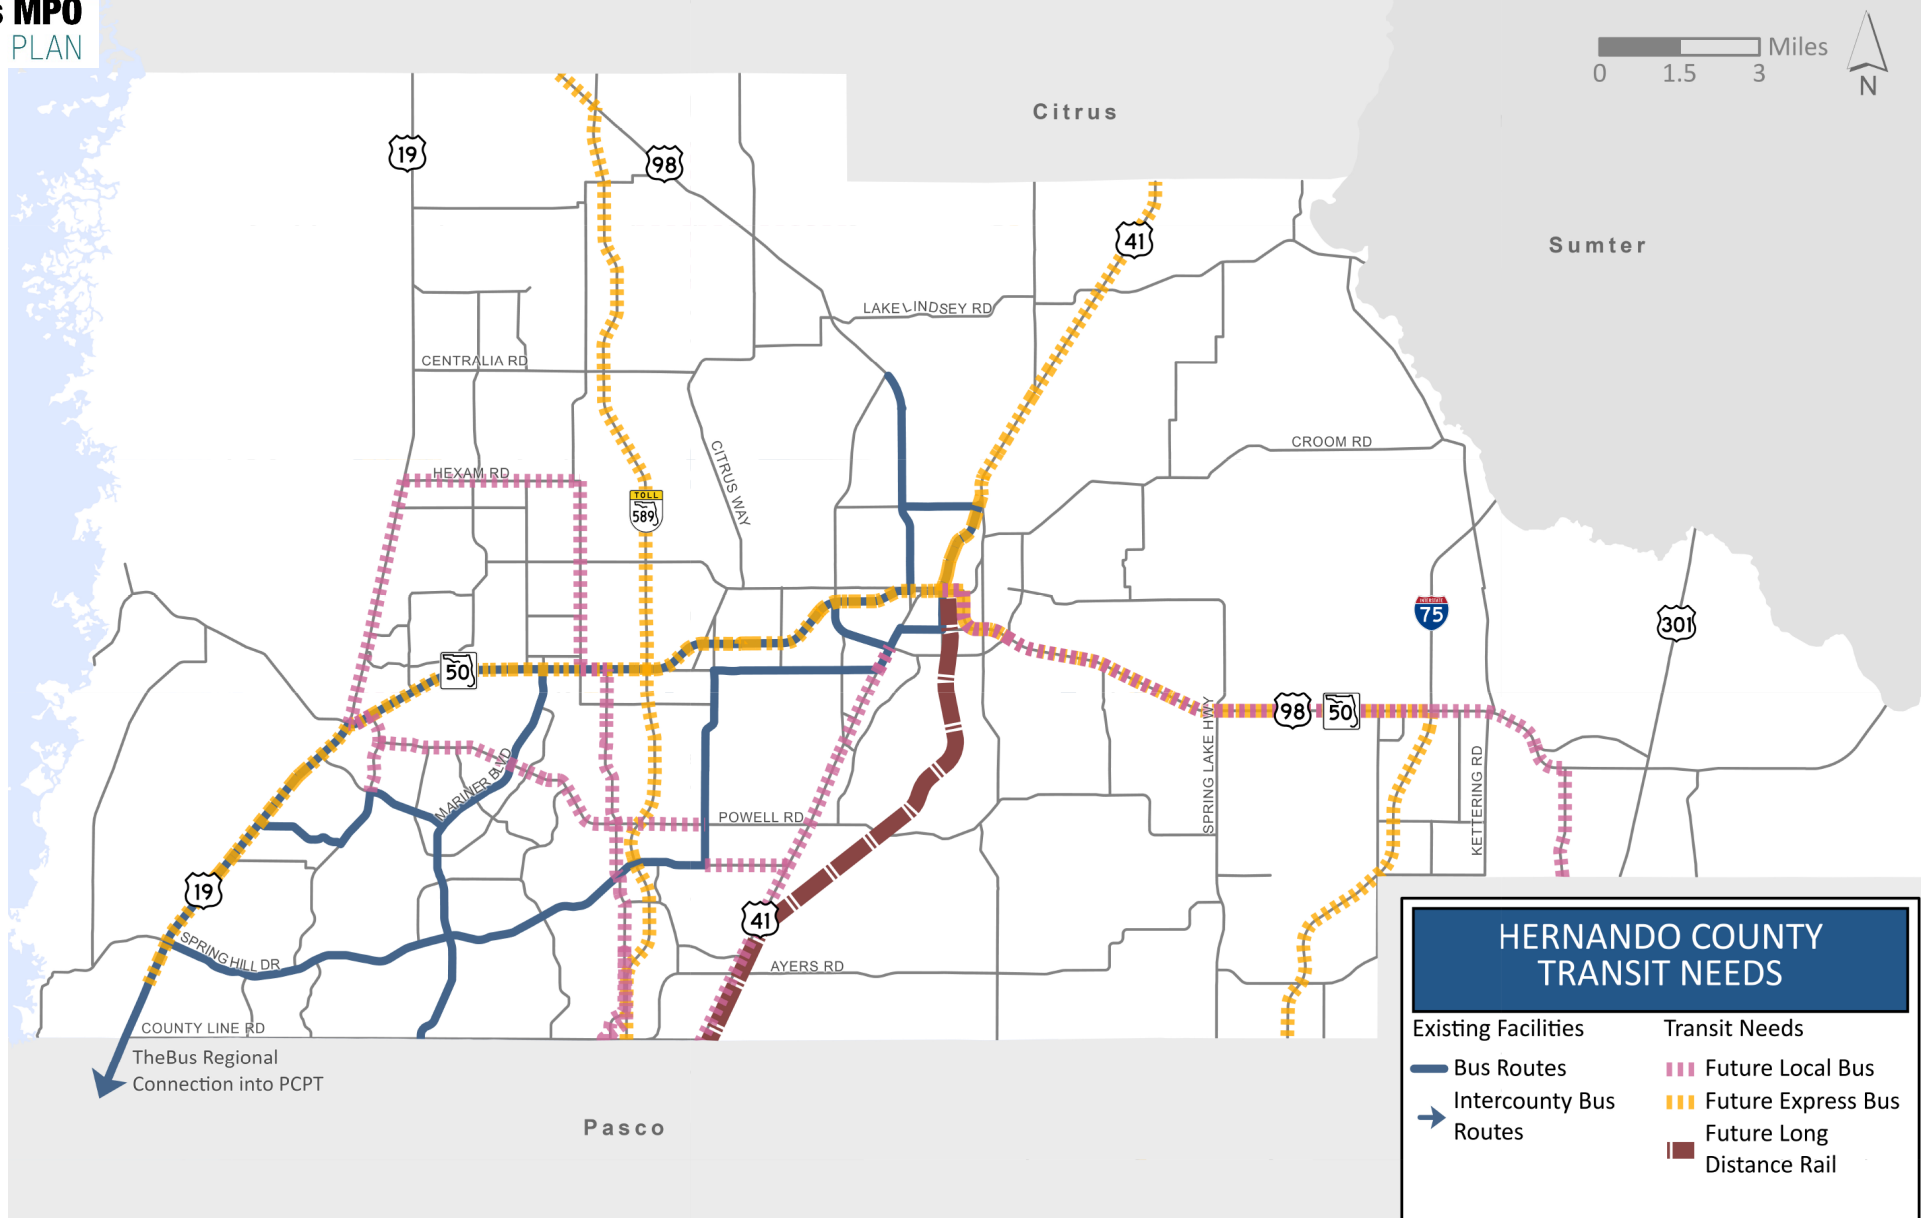 MPO
PLAN
0 1.5 3 Miles
N
Citrus
Sumter
19
98
41
LAKE LINDSEY RD
CENTRALIA RD
CROOM RD
CITRUS WAY
HEXAM RD
TOLL
589
INTERSTATE
75
301
50
98
50
SPRING LAKE HWY
KETTERING RD
MARINER BLVD
POWELL RD
19
41
SPRING HILL DR
AYERS RD
COUNTY LINE RD
TheBus Regional
Connection into PCPT
Pasco
HERNANDO COUNTY
TRANSIT NEEDS
Existing Facilities
Bus Routes
Intercounty Bus
Routes
Transit Needs
Future Local Bus
Future Express Bus
Future Long
Distance Rail